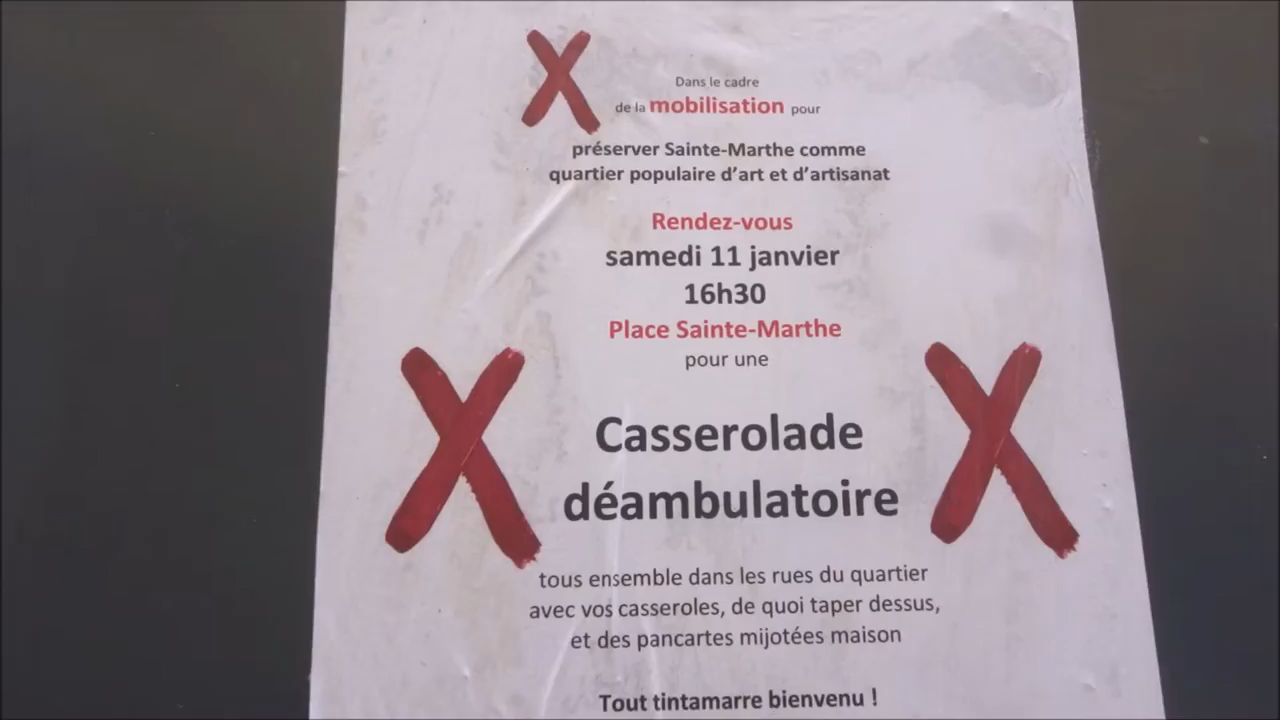 Dans le cadre
de la mobilisation pour
préserver Sainte-Marthe comme
quartier populaire d'art et d'artisanat
Rendez-vous
samedi 11 janvier
16h30
Place Sainte-Marthe
pour une
Casserolade
déambulatoire
tous ensemble dans les rues du quartier
avec vos casseroles, de quoi taper dessus,
et des pancartes mijotées maison
Tout tintamarre bienvenu !